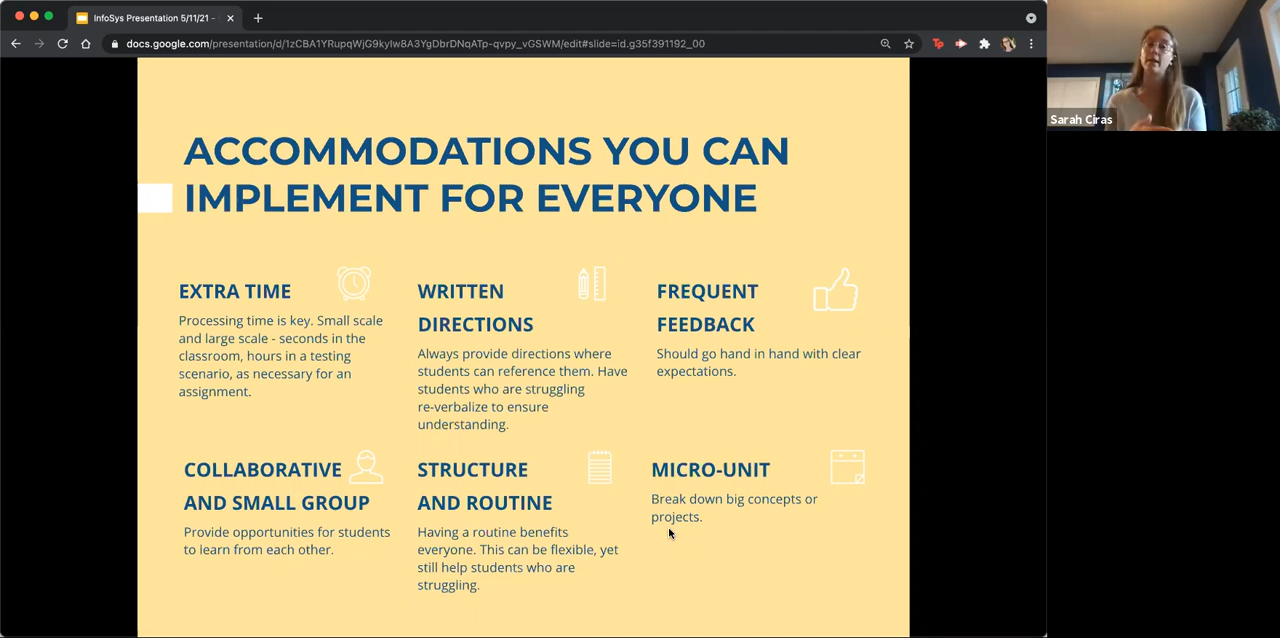 InfoSys Presentation 5/11/21 -
docs.google.com/presentation/d/1zCBA1YRupqWjG9kyIw8A3YgDbrDNqATp-qvpy_vGSWM/edit#slide=id.g35f391192_00
Sarah Ciras
ACCOMMODATIONS YOU CAN
IMPLEMENT FOR EVERYONE
EXTRA TIME
Processing time is key. Small scale
and large scale - seconds in the
classroom, hours in a testing
scenario, as necessary for an
assignment.
WRITTEN
DIRECTIONS
Always provide directions where
students can reference them. Have
students who are struggling
re-verbalize to ensure
understanding.
FREQUENT
FEEDBACK
Should go hand in hand with clear
expectations.
COLLABORATIVE
AND SMALL GROUP
Provide opportunities for students
to learn from each other.
STRUCTURE
AND ROUTINE
Having a routine benefits
everyone. This can be flexible, yet
still help students who are
struggling.
MICRO-UNIT
Break down big concepts or
projects.